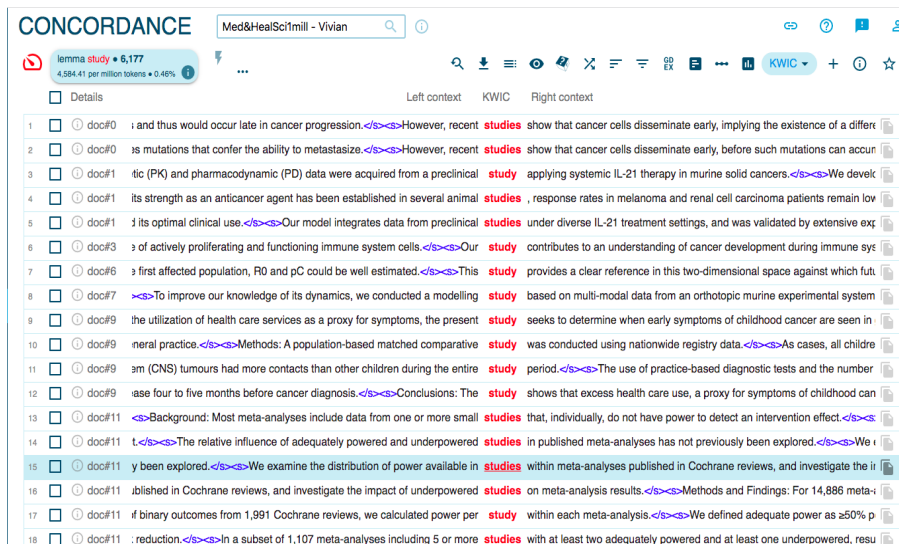 CONCORDANCE Med&HealSci1mill - Vivian
lemma study • 6,177
4,584.41 per million tokens • 0.46%
...
GD EX KWIC
Details Left context KWIC Right context
1 doc#0 s and thus would occur late in cancer progression.</s><s>However, recent studies show that cancer cells disseminate early, implying the existence of a differe
2 doc#0 es mutations that confer the ability to metastasize.</s><s>However, recent studies show that cancer cells disseminate early, before such mutations can accun
3 doc#1 tic (PK) and pharmacodynamic (PD) data were acquired from a preclinical study applying systemic IL-21 therapy in murine solid cancers.</s><s>We develo
4 doc#1 its strength as an anticancer agent has been established in several animal studies , response rates in melanoma and renal cell carcinoma patients remain low
5 doc#1 d its optimal clinical use.</s><s>Our model integrates data from preclinical studies under diverse IL-21 treatment settings, and was validated by extensive exp
6 doc#3 e of actively proliferating and functioning immune system cells.</s><s>Our study contributes to an understanding of cancer development during immune sys
7 doc#6 e first affected population, R0 and pC could be well estimated.</s><s>This study provides a clear reference in this two-dimensional space against which futu
8 doc#7 ><s>To improve our knowledge of its dynamics, we conducted a modelling study based on multi-modal data from an orthotopic murine experimental system
9 doc#9 the utilization of health care services as a proxy for symptoms, the present study seeks to determine when early symptoms of childhood cancer are seen in
10 doc#9 eneral practice.</s><s>Methods: A population-based matched comparative study was conducted using nationwide registry data.</s><s>As cases, all childre
11 doc#9 em (CNS) tumours had more contacts than other children during the entire study period.</s><s>The use of practice-based diagnostic tests and the number
12 doc#9 ease four to five months before cancer diagnosis.</s><s>Conclusions: The study shows that excess health care use, a proxy for symptoms of childhood can
13 doc#11 <s>Background: Most meta-analyses include data from one or more small studies that, individually, do not have power to detect an intervention effect.</s><s
14 doc#11 t.</s><s>The relative influence of adequately powered and underpowered studies in published meta-analyses has not previously been explored.</s><s>We e
15 doc#11 y been explored.</s><s>We examine the distribution of power available in studies within meta-analyses published in Cochrane reviews, and investigate the i
16 doc#11 ublished in Cochrane reviews, and investigate the impact of underpowered studies on meta-analysis results.</s><s>Methods and Findings: For 14,886 meta-
17 doc#11 of binary outcomes from 1,991 Cochrane reviews, we calculated power per study within each meta-analysis.</s><s>We defined adequate power as ≥50% p
18 doc#11 reduction.</s><s>In a subset of 1,107 meta-analyses including 5 or more studies with at least two adequately powered and at least one underpowered, resu